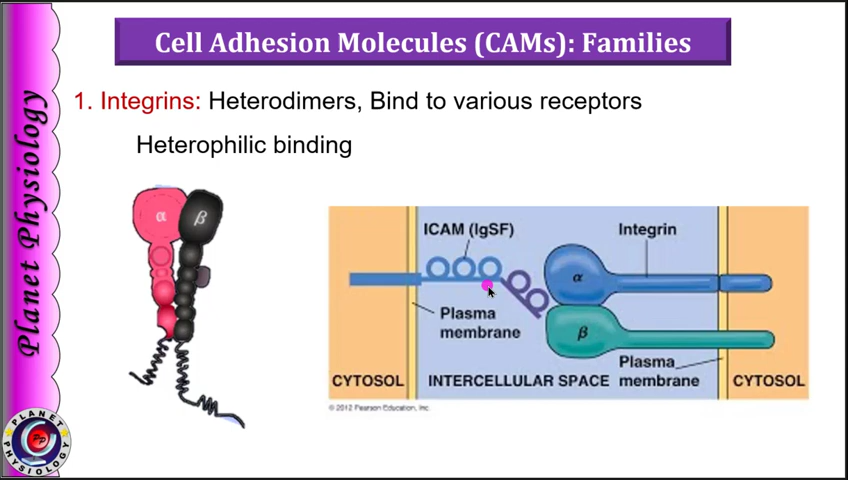 Cell Adhesion Molecules (CAMs): Families
Planet Physiology
1. Integrins: Heterodimers, Bind to various receptors
Heterophilic binding
α
β
ICAM (IgSF)
Integrin
α
β
Plasma
membrane
Plasma
membrane
CYTOSOL
INTERCELLULAR SPACE
CYTOSOL
© 2012 Pearson Education, Inc.
PLANET
PP
PHYSIOLOGY